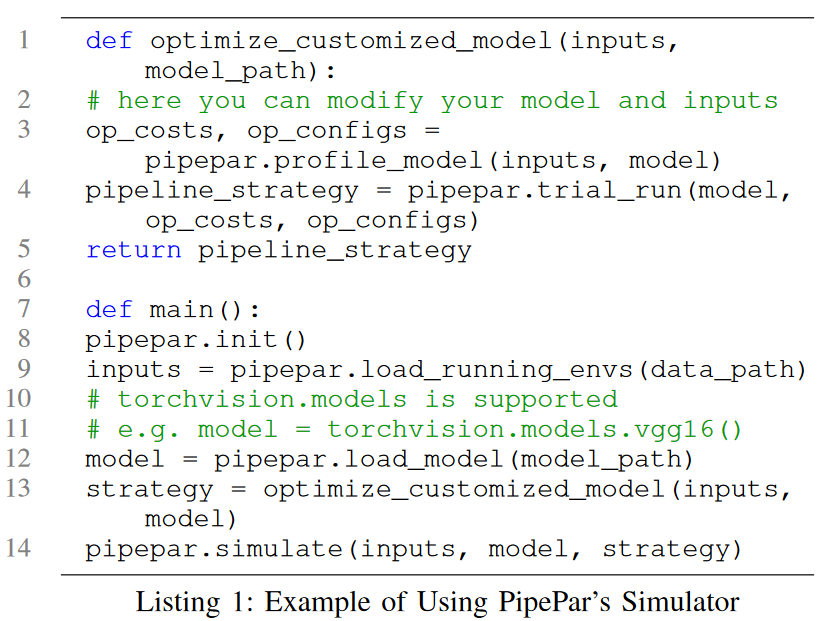 1 def optimize_customized_model(inputs,
model_path):
2 # here you can modify your model and inputs
3 op_costs, op_configs =
pipepar.profile_model(inputs, model)
4 pipeline_strategy = pipepar.trial_run(model,
op_costs, op_configs)
5 return pipeline_strategy
6
7 def main():
8 pipepar.init()
9 inputs = pipepar.load_running_envs(data_path)
10 # torchvision.models is supported
11 # e.g. model = torchvision.models.vgg16()
12 model = pipepar.load_model(model_path)
13 strategy = optimize_customized_model(inputs,
model)
14 pipepar.simulate(inputs, model, strategy)
Listing 1: Example of Using PipePar's Simulator